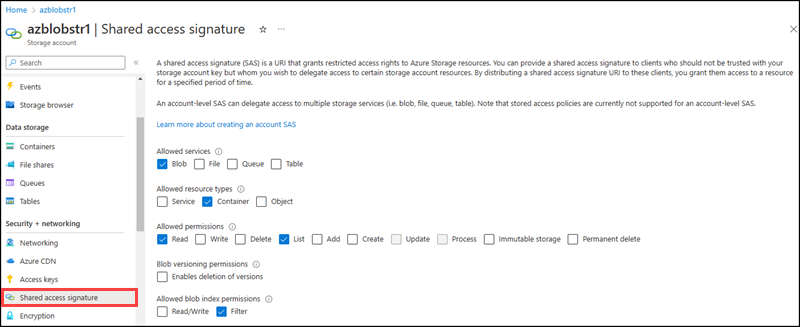 Home > azblobstr1 >
azblobstr1 | Shared access signature
Storage account
Search
Events
Storage browser
Data storage
Containers
File shares
Queues
Tables
Security + networking
Networking
Azure CDN
Access keys
Shared access signature
Encryption
A shared access signature (SAS) is a URI that grants restricted access rights to Azure Storage resources. You can provide a shared access signature to clients who should not be trusted with your
storage account key but whom you wish to delegate access to certain storage account resources. By distributing a shared access signature URI to these clients, you grant them access to a resource
for a specified period of time.
An account-level SAS can delegate access to multiple storage services (i.e. blob, file, queue, table). Note that stored access policies are currently not supported for an account-level SAS.
Learn more about creating an account SAS
Allowed services
Blob File Queue Table
Allowed resource types
Service Container Object
Allowed permissions
Read Write Delete List Add Create Update Process Immutable storage Permanent delete
Blob versioning permissions
Enables deletion of versions
Allowed blob index permissions
Read/Write Filter